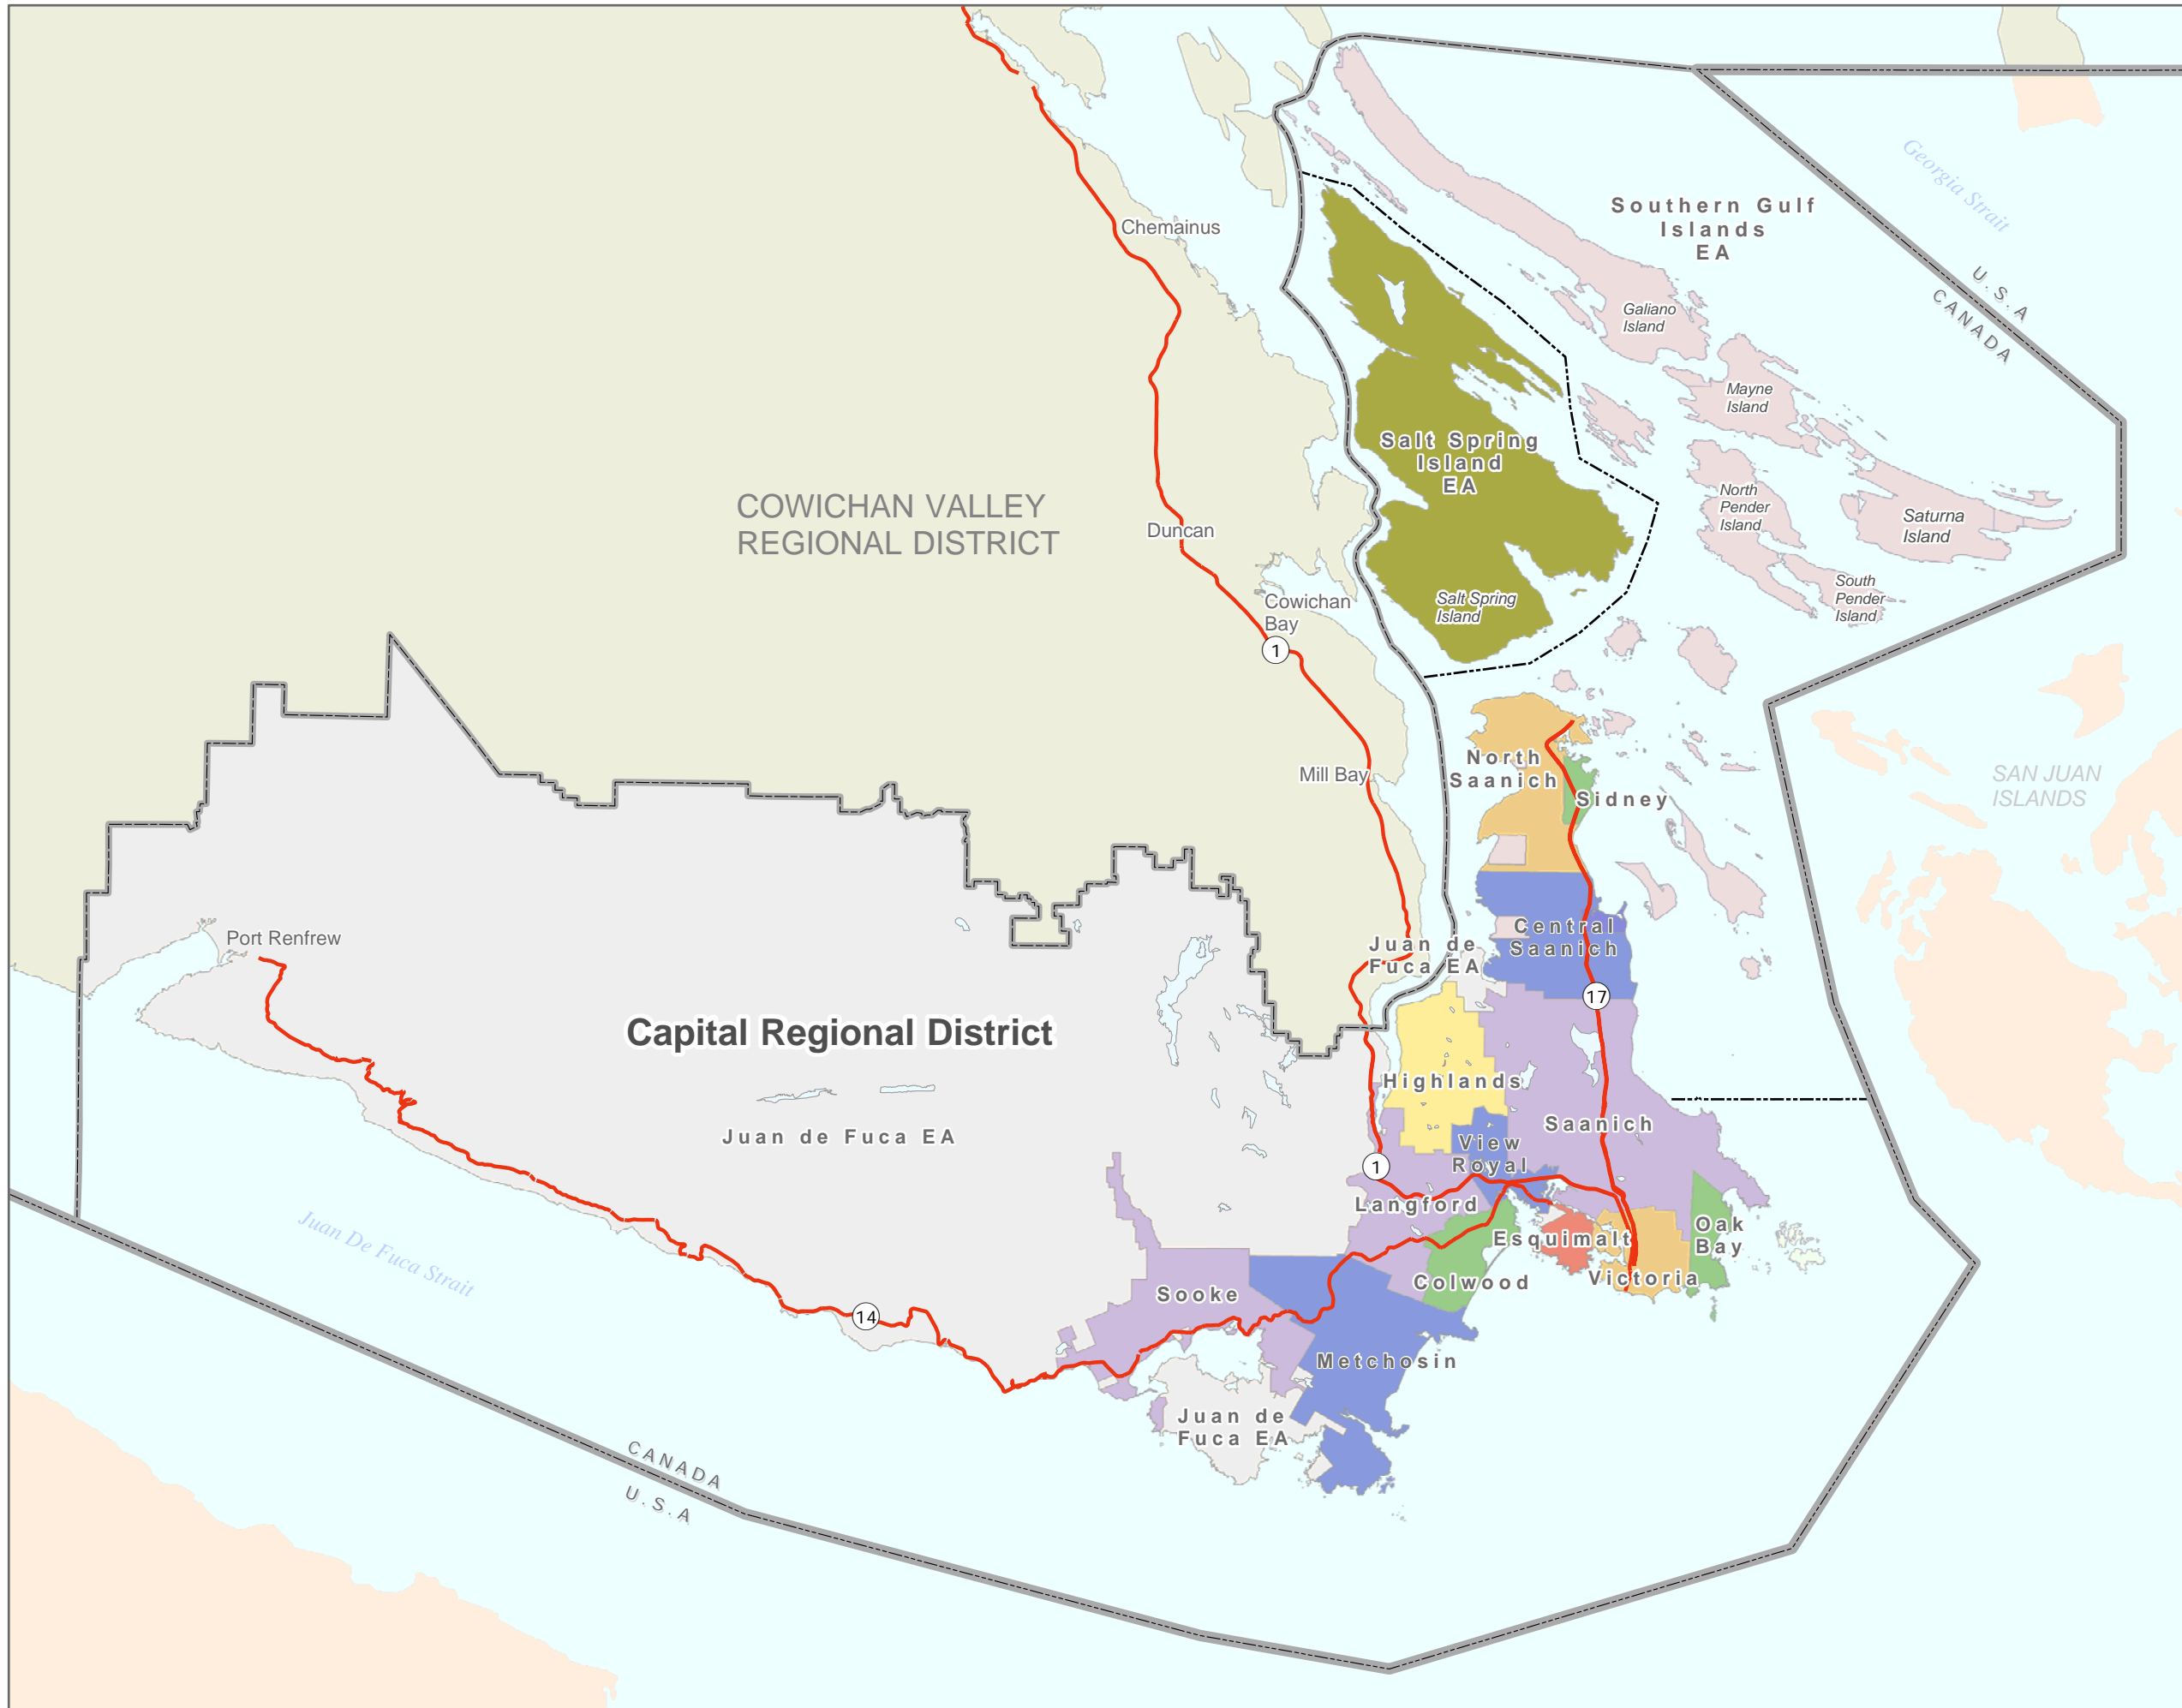 Georgia Strait
Southern Gulf
Islands
EA
Chemainus
U.S.A
CANADA
Galiano
Island
Mayne
Island
Salt Spring
Island
EA
COWICHAN VALLEY
REGIONAL DISTRICT
North
Pender
Island
Saturna
Island
Duncan
South
Pender
Island
Cowichan
Bay
Salt Spring
Island
1
North
Saanich
Mill Bay
Sidney
SAN JUAN
ISLANDS
Port Renfrew
Juan de
Fuca EA
Central
Saanich
17
Capital Regional District
Highlands
Juan de Fuca EA
Saanich
View
Royal
1
Langford
Juan De Fuca Strait
Oak
Bay
Esquimalt
Colwood
Victoria
Sooke
14
Metchosin
Juan de
Fuca EA
CANADA
U.S.A